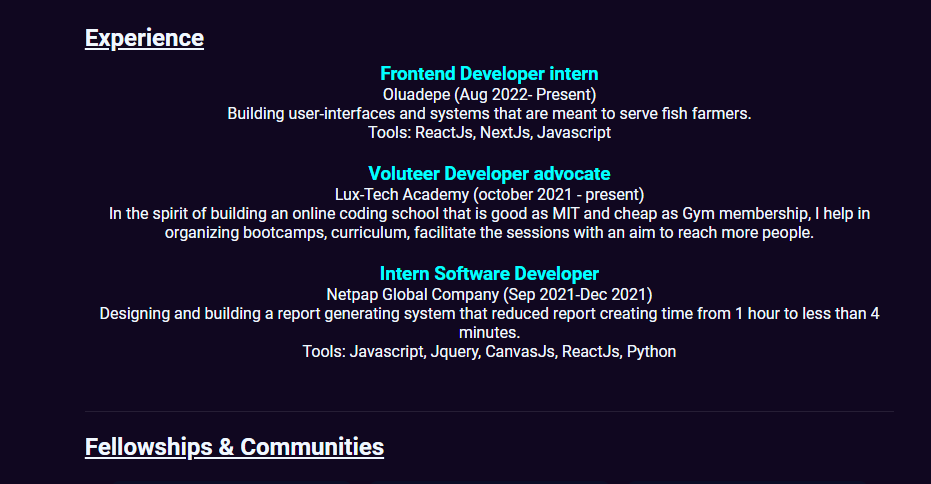 Experience
Frontend Developer intern
Oluadepe (Aug 2022- Present)
Building user-interfaces and systems that are meant to serve fish farmers.
Tools: ReactJs, NextJs, Javascript
Voluteer Developer advocate
Lux-Tech Academy (october 2021 - present)
In the spirit of building an online coding school that is good as MIT and cheap as Gym membership, I help in
organizing bootcamps, curriculum, facilitate the sessions with an aim to reach more people.
Intern Software Developer
Netpap Global Company (Sep 2021-Dec 2021)
Designing and building a report generating system that reduced report creating time from 1 hour to less than 4
minutes.
Tools: Javascript, Jquery, CanvasJs, ReactJs, Python
Fellowships & Communities